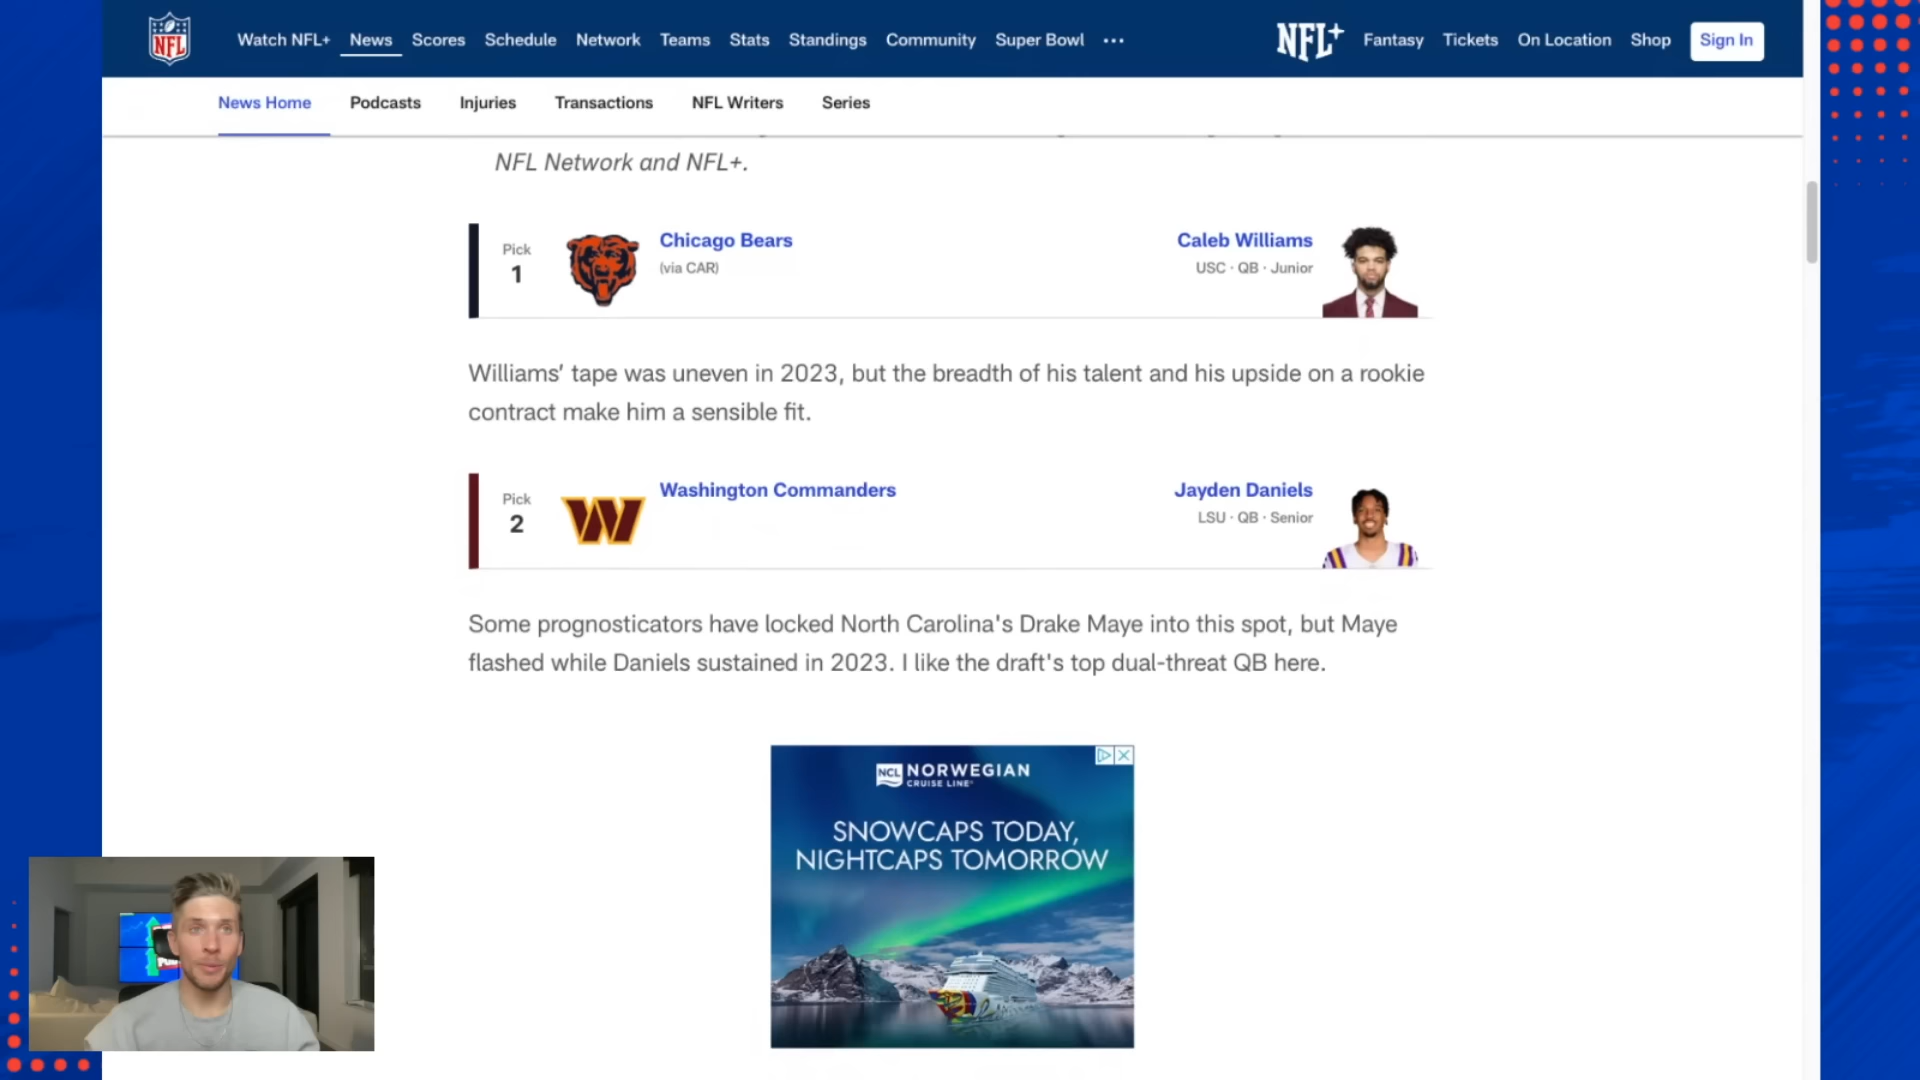 NFL
Watch NFL+ News Scores Schedule Network Teams Stats Standings Community Super Bowl ···
NFL+ Fantasy Tickets On Location Shop Sign In
News Home Podcasts Injuries Transactions NFL Writers Series
NFL Network and NFL+.
Pick
1
Chicago Bears
(via CAR)
Caleb Williams
USC · QB · Junior
Williams’ tape was uneven in 2023, but the breadth of his talent and his upside on a rookie
contract make him a sensible fit.
Pick
2
W
Washington Commanders
Jayden Daniels
LSU · QB · Senior
Some prognosticators have locked North Carolina's Drake Maye into this spot, but Maye
flashed while Daniels sustained in 2023. I like the draft's top dual-threat QB here.
NCL NORWEGIAN
CRUISE LINE®
SNOWCAPS TODAY,
NIGHTCAPS TOMORROW